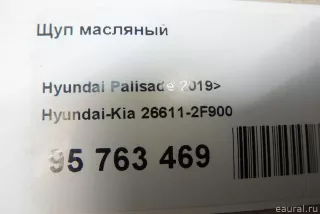 Щуп масляный
Hyundai Palisade 2019>
Hyundai-Kia 26611-2F900
95 763 469
eaural.ru